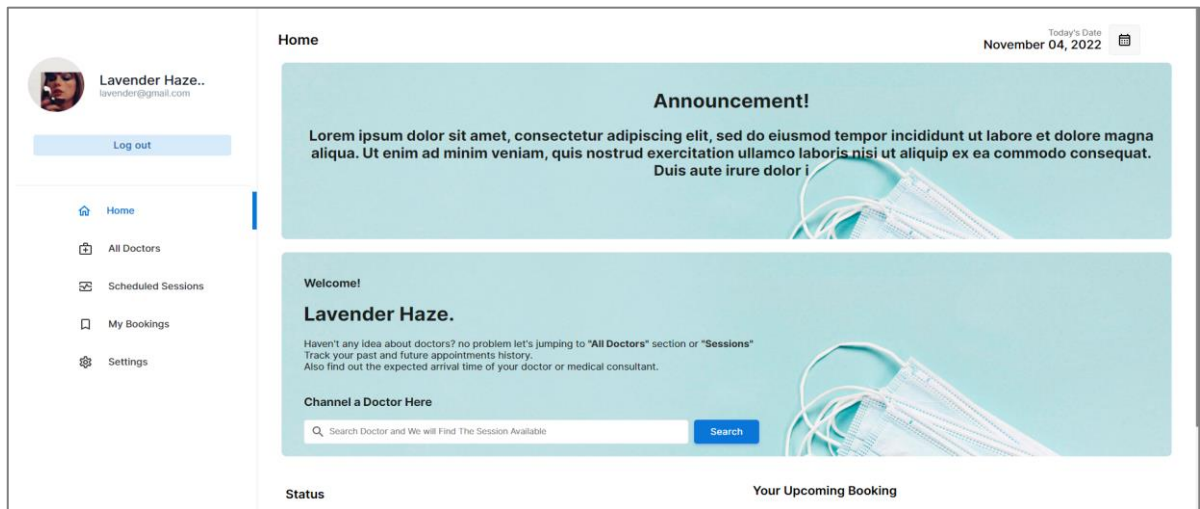 Lavender Haze..
lavender@gmail.com
Log out
Home
All Doctors
Scheduled Sessions
My Bookings
Settings
Home
Today's Date
November 04, 2022
Announcement!
Lorem ipsum dolor sit amet, consectetur adipiscing elit, sed do eiusmod tempor incididunt ut labore et dolore magna
aliqua. Ut enim ad minim veniam, quis nostrud exercitation ullamco laboris nisi ut aliquip ex ea commodo consequat.
Duis aute irure dolor i
Welcome!
Lavender Haze.
Haven't any idea about doctors? no problem let's jumping to "All Doctors" section or "Sessions"
Track your past and future appointments history.
Also find out the expected arrival time of your doctor or medical consultant.
Channel a Doctor Here
Search Doctor and We will Find The Session Available
Search
Status
Your Upcoming Booking